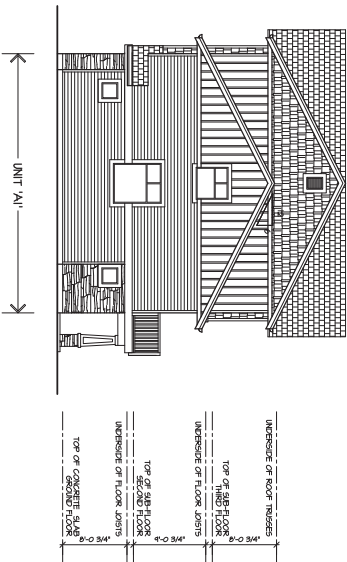 UNIT 'A1'
UNDERSIDE OF ROOF TRUSSES
8'-0 3/4"
TOP OF SUB-FLOOR
THIRD FLOOR
UNDERSIDE OF FLOOR JOISTS
9'-0 3/4"
TOP OF SUB-FLOOR
SECOND FLOOR
UNDERSIDE OF FLOOR JOISTS
8'-0 3/4"
TOP OF CONCRETE SLAB
GROUND FLOOR